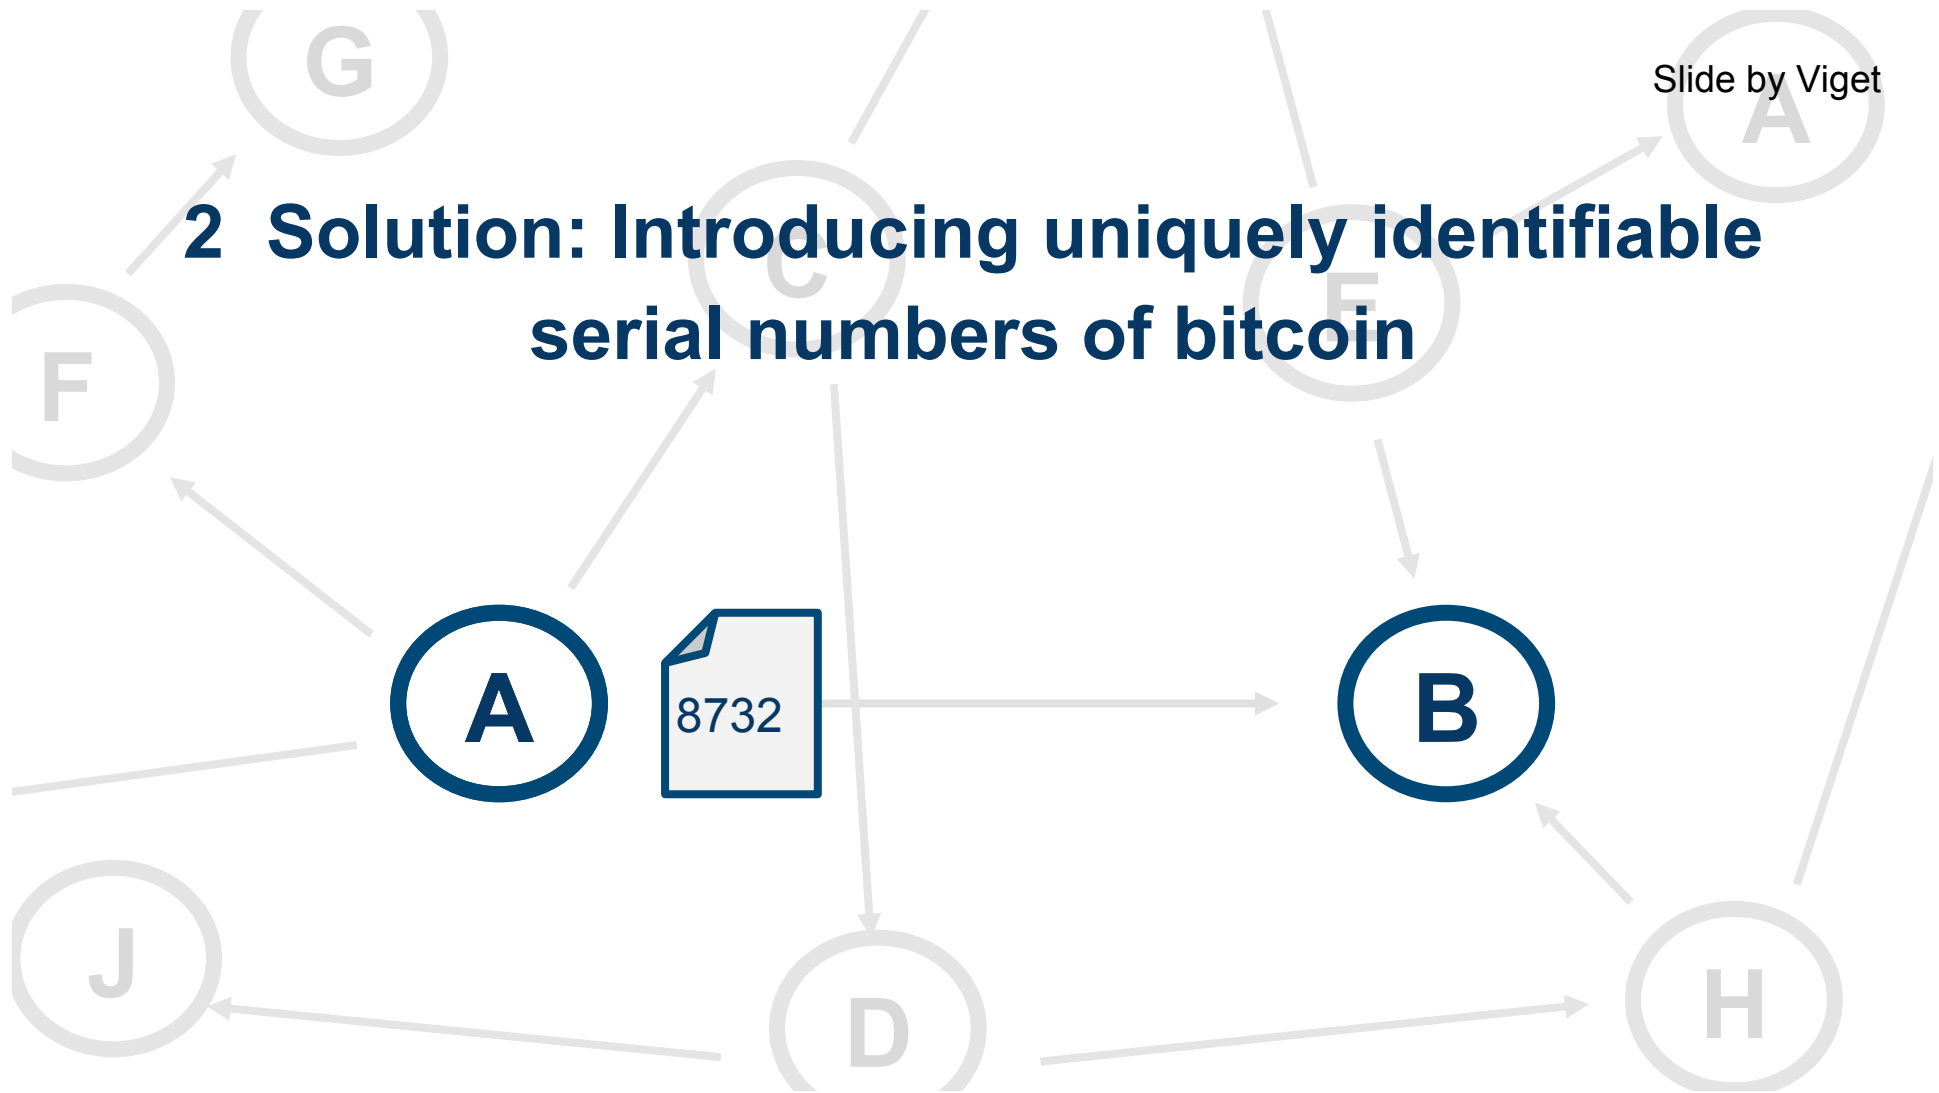 G
Slide by Viget
A
2 Solution: Introducing uniquely identifiable
C
E
serial numbers of bitcoin
F
A
8732
B
J
D
H